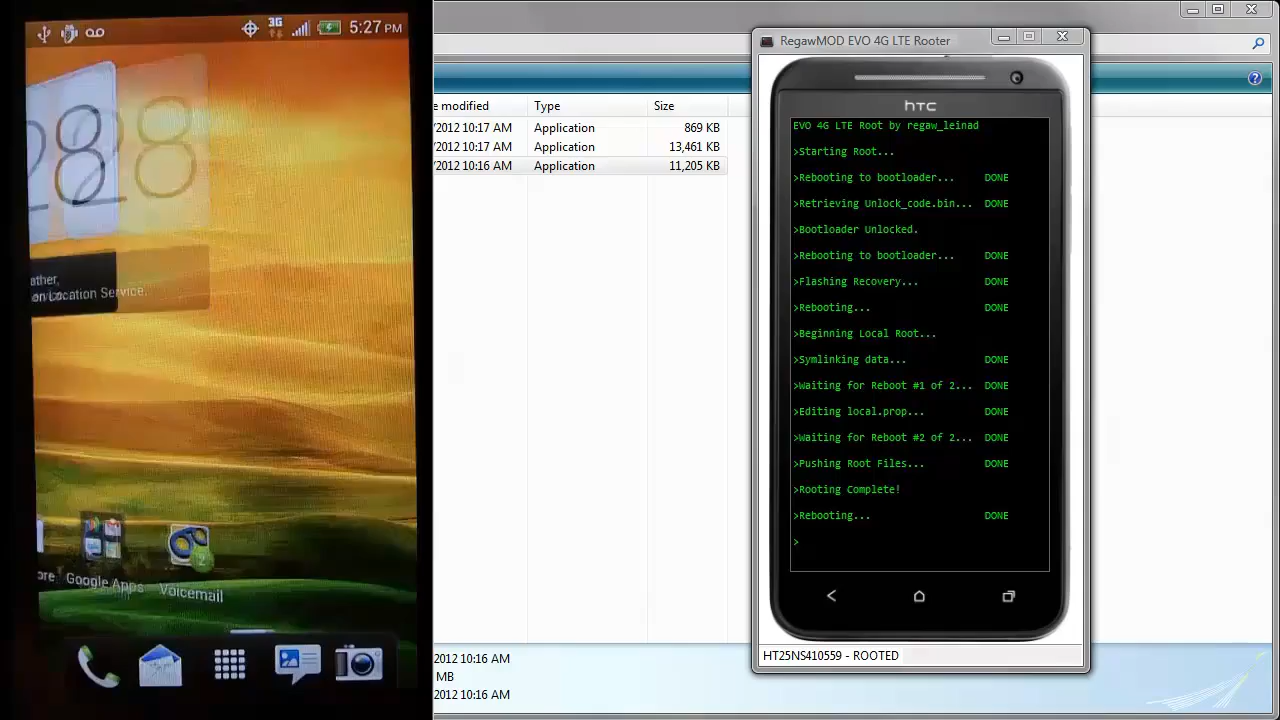 3G
5:27 PM
28
28
ather,
on Location Service.
ore
Google Apps
Voicemail
2
e modified
Type
Size
/2012 10:17 AM
Application
869 KB
/2012 10:17 AM
Application
13,461 KB
/2012 10:16 AM
Application
11,205 KB
2012 10:16 AM
MB
2012 10:16 AM
RegawMOD EVO 4G LTE Rooter
hTC
EVO 4G LTE Root by regaw_leinad
>Starting Root...
>Rebooting to bootloader... DONE
>Retrieving Unlock_code.bin... DONE
>Bootloader Unlocked.
>Rebooting to bootloader... DONE
>Flashing Recovery... DONE
>Rebooting... DONE
>Beginning Local Root...
>Symlinking data... DONE
>Waiting for Reboot #1 of 2... DONE
>Editing local.prop... DONE
>Waiting for Reboot #2 of 2... DONE
>Pushing Root Files... DONE
>Rooting Complete!
>Rebooting... DONE
>
HT25NS410559 - ROOTED